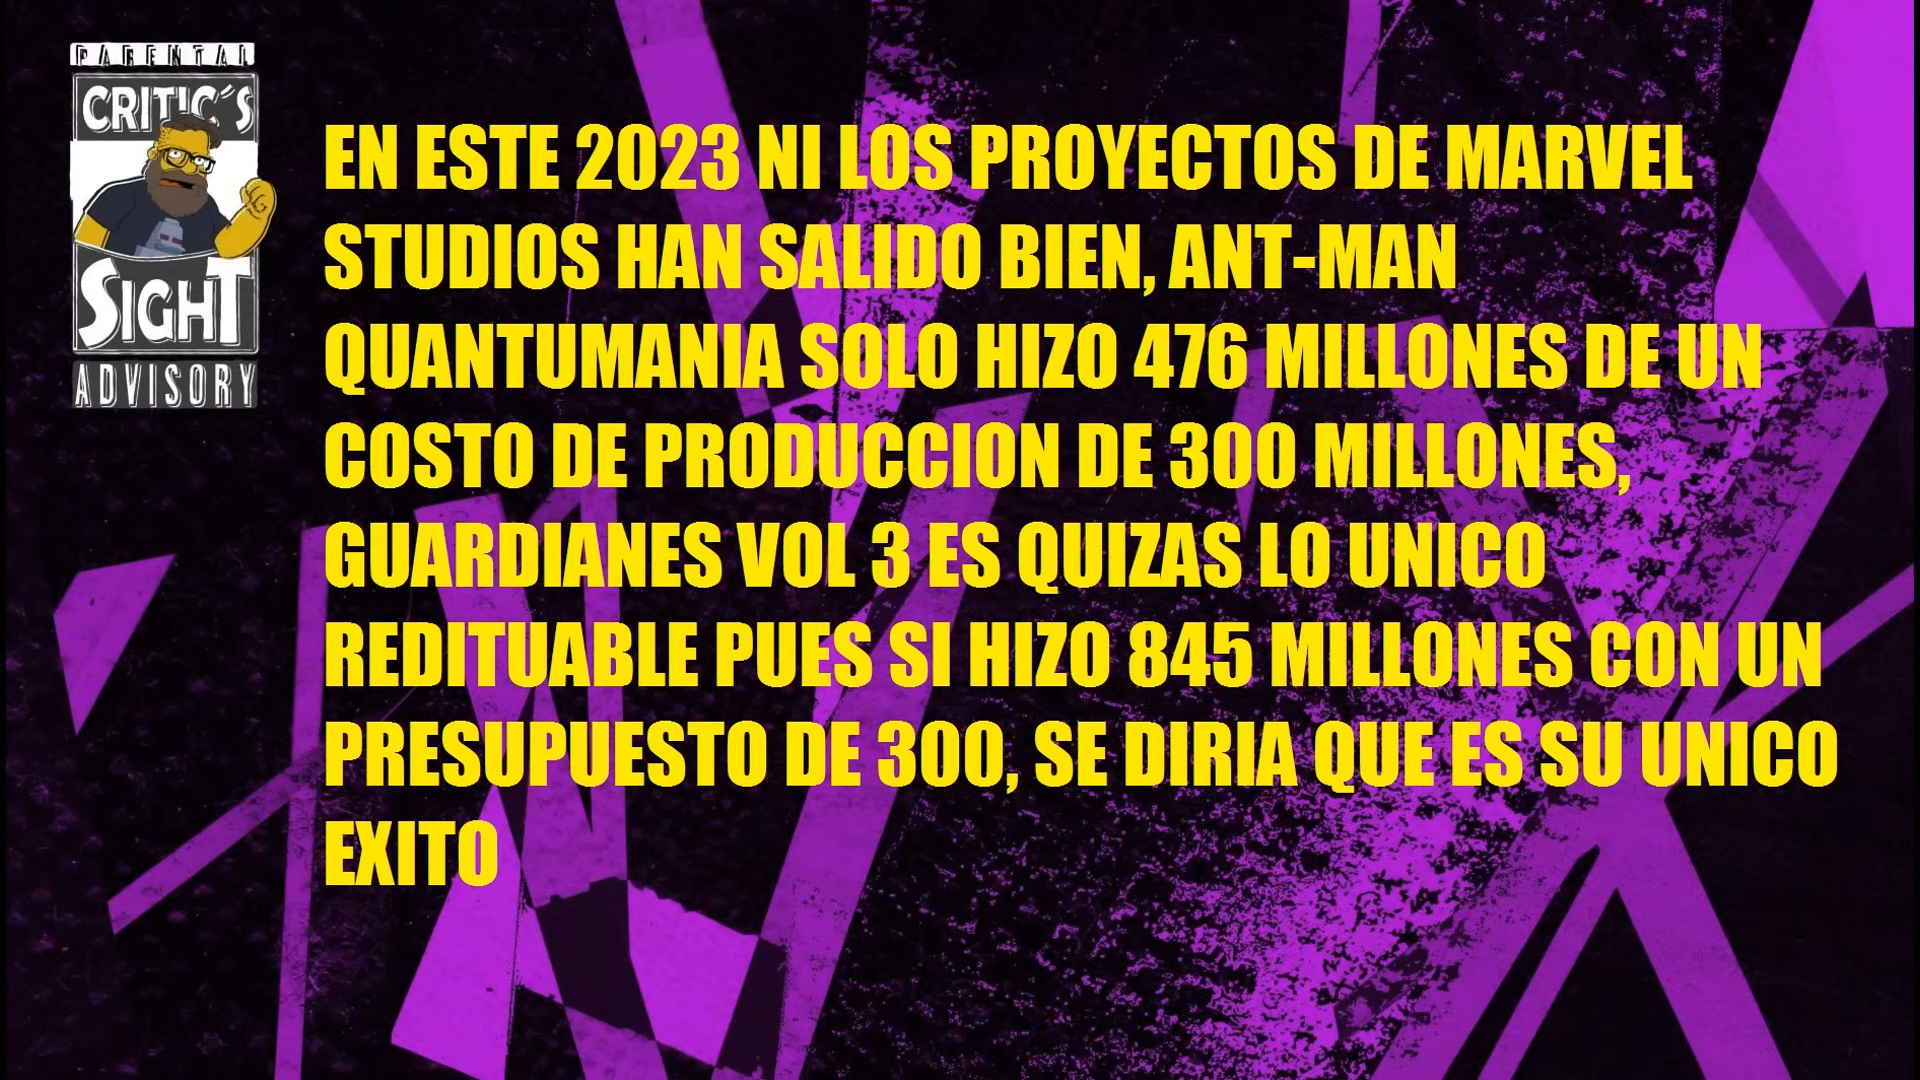 PARENTAL
CRITIC´S
SIGHT
ADVISORY
EN ESTE 2023 NI LOS PROYECTOS DE MARVEL
STUDIOS HAN SALIDO BIEN, ANT-MAN
QUANTUMANIA SOLO HIZO 476 MILLONES DE UN
COSTO DE PRODUCCION DE 300 MILLONES,
GUARDIANES VOL 3 ES QUIZAS LO UNICO
REDITUABLE PUES SI HIZO 845 MILLONES CON UN
PRESUPUESTO DE 300, SE DIRIA QUE ES SU UNICO
EXITO